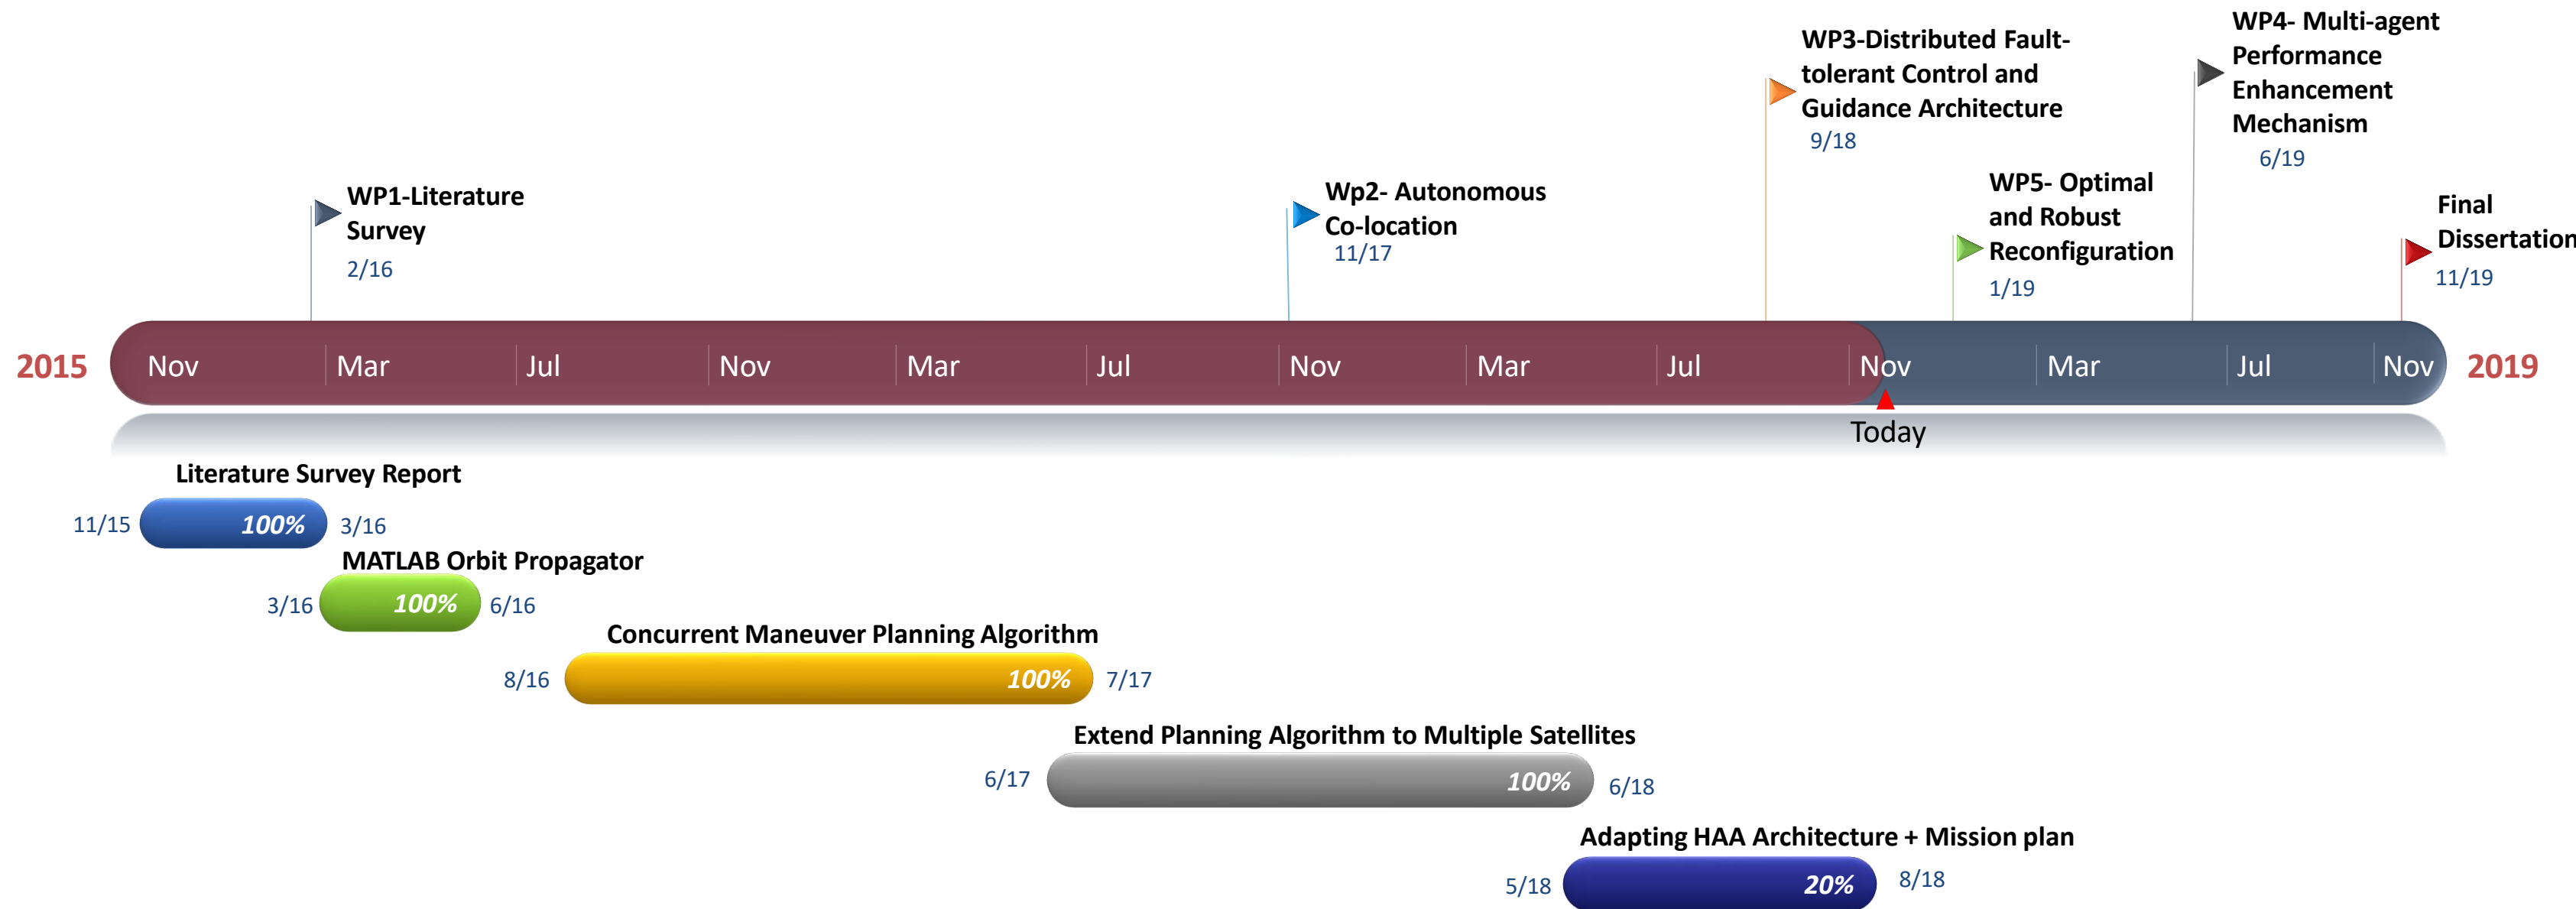 WP1-Literature
Survey
2/16
Wp2- Autonomous
Co-location
11/17
WP3-Distributed Fault-
tolerant Control and
Guidance Architecture
9/18
WP5- Optimal
and Robust
Reconfiguration
1/19
WP4- Multi-agent
Performance
Enhancement
Mechanism
6/19
Final
Dissertation
11/19
2015 Nov Mar Jul Nov Mar Jul Nov Mar Jul Nov Mar Jul Nov 2019
Today
Literature Survey Report
11/15 100% 3/16
MATLAB Orbit Propagator
3/16 100% 6/16
Concurrent Maneuver Planning Algorithm
8/16 100% 7/17
Extend Planning Algorithm to Multiple Satellites
6/17 100% 6/18
Adapting HAA Architecture + Mission plan
5/18 20% 8/18